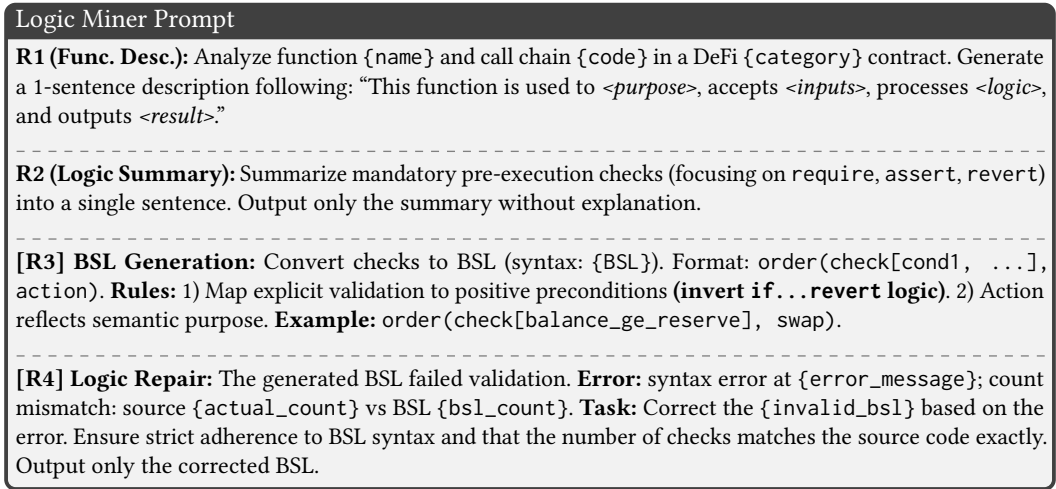 Logic Miner Prompt
R1 (Func. Desc.): Analyze function {name} and call chain {code} in a DeFi {category} contract. Generate
a 1-sentence description following: “This function is used to <purpose>, accepts <inputs>, processes <logic>,
and outputs <result>.”
R2 (Logic Summary): Summarize mandatory pre-execution checks (focusing on require, assert, revert)
into a single sentence. Output only the summary without explanation.
[R3] BSL Generation: Convert checks to BSL (syntax: {BSL}). Format: order(check[cond1, ...],
action). Rules: 1) Map explicit validation to positive preconditions (invert if...revert logic). 2) Action
reflects semantic purpose. Example: order(check[balance_ge_reserve], swap).
[R4] Logic Repair: The generated BSL failed validation. Error: syntax error at {error_message}; count
mismatch: source {actual_count} vs BSL {bsl_count}. Task: Correct the {invalid_bsl} based on the
error. Ensure strict adherence to BSL syntax and that the number of checks matches the source code exactly.
Output only the corrected BSL.